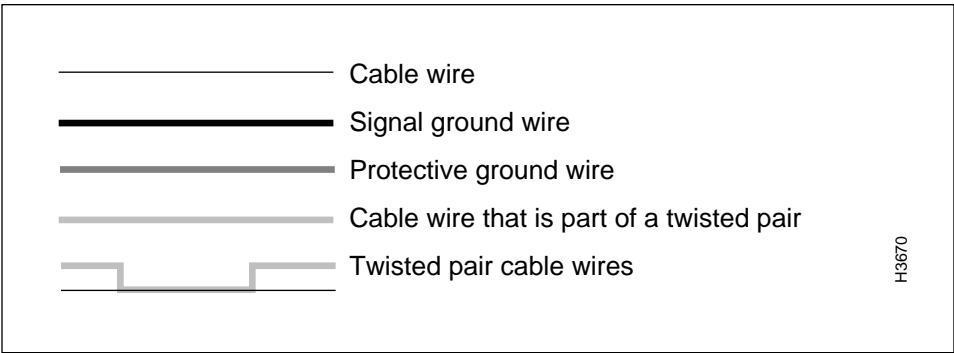 Cable wire
Signal ground wire
Protective ground wire
Cable wire that is part of a twisted pair
Twisted pair cable wires
H3670